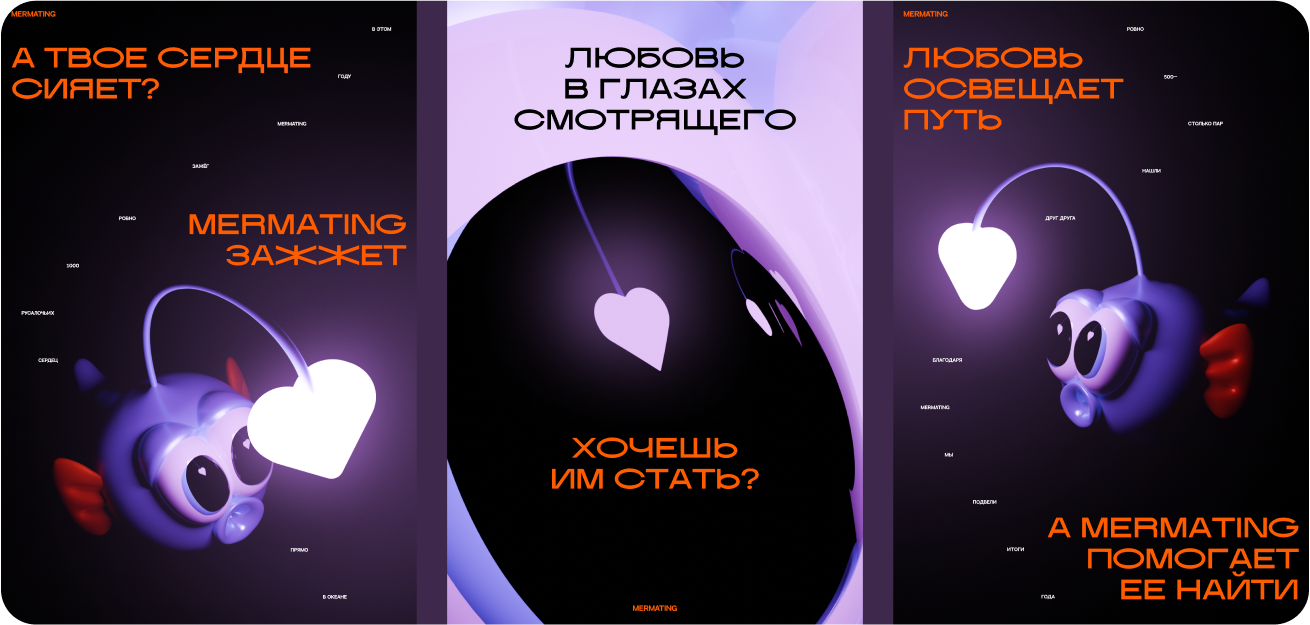 MERMATING
В ЭТОМ
А ТВОЕ СЕРДЦЕ
СИЯЕТ?
ГОДУ
MERMATING
ЗАЖЁГ
РОВНО
MERMATING
ЗАЖЖЕТ
1000
РУСАЛОЧЬИХ
СЕРДЕЦ
ПРЯМО
В ОКЕАНЕ
ЛЮБОВЬ
В ГЛАЗАХ
СМОТРЯЩЕГО
ХОЧЕШЬ
ИМ СТАТЬ?
MERMATING
MERMATING
РОВНО
ЛЮБОВЬ
ОСВЕЩАЕТ
ПУТЬ
500—
СТОЛЬКО ПАР
НАШЛИ
ДРУГ ДРУГА
БЛАГОДАРЯ
MERMATING
МЫ
ПОДВЕЛИ
ИТОГИ
ГОДА
А MERMATING
ПОМОГАЕТ
ЕЕ НАЙТИ